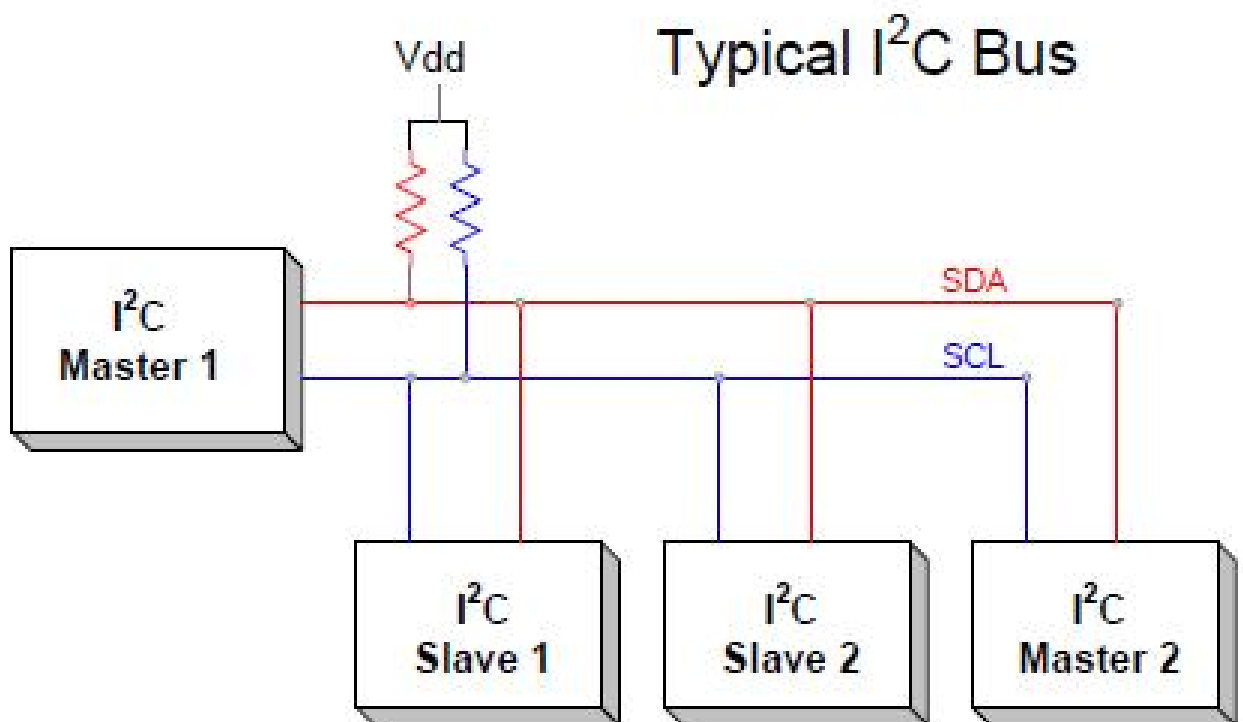 Typical I²C Bus
Vdd
SDA
I²C
Master 1
SCL
I²C
Slave 1
I²C
Slave 2
I²C
Master 2